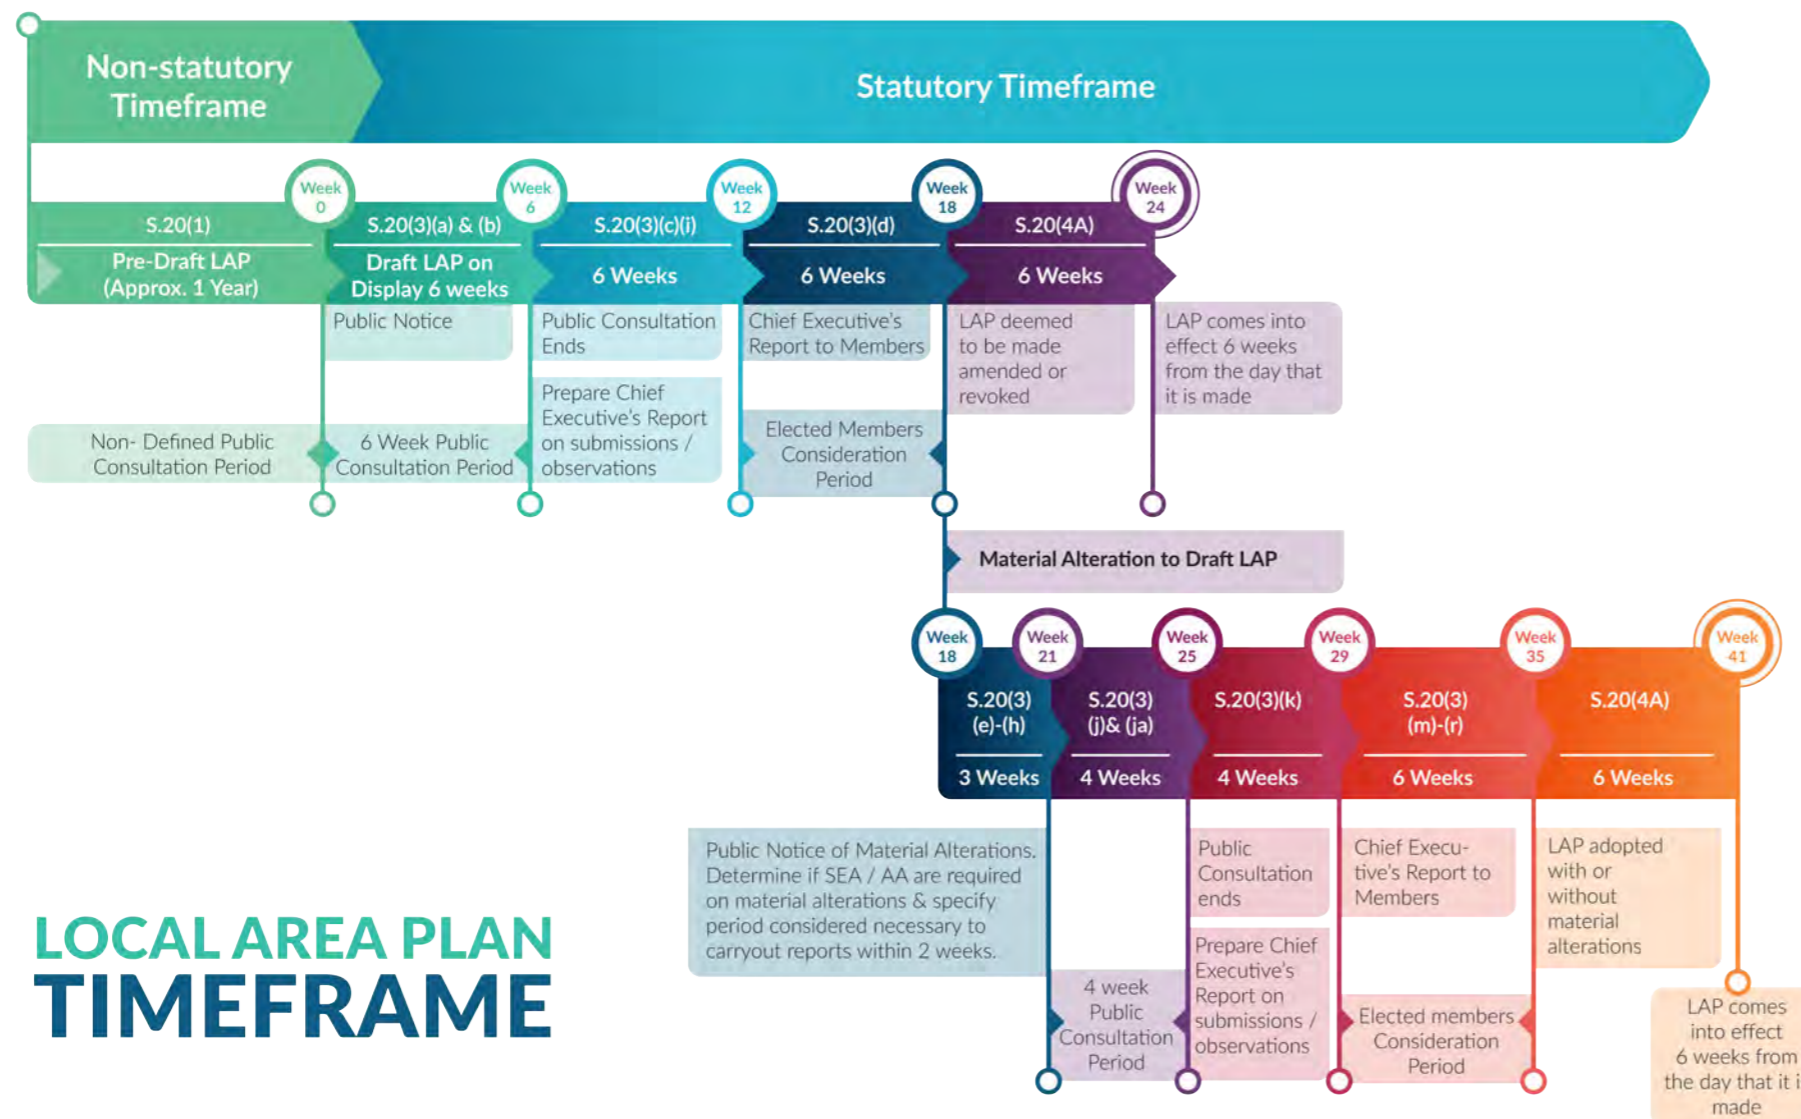 Non-statutory
Timeframe
Statutory Timeframe
Week
0
Week
6
Week
12
Week
18
Week
24
S.20(1)
Pre-Draft LAP
(Approx. 1 Year)
S.20(3)(a) & (b)
Draft LAP on
Display 6 weeks
S.20(3)(c)(i)
6 Weeks
S.20(3)(d)
6 Weeks
S.20(4A)
6 Weeks
Public Notice
Public Consultation
Ends
Chief Executive's
Report to Members
LAP deemed
to be made
amended or
revoked
LAP comes into
effect 6 weeks
from the day that
it is made
Non- Defined Public
Consultation Period
6 Week Public
Consultation Period
Prepare Chief
Executive's Report
on submissions /
observations
Elected Members
Consideration
Period
Material Alteration to Draft LAP
Week
18
Week
21
Week
25
Week
29
Week
35
Week
41
S.20(3)
(e)-(h)
3 Weeks
S.20(3)
(j)& (ja)
4 Weeks
S.20(3)(k)
4 Weeks
S.20(3)
(m)-(r)
6 Weeks
S.20(4A)
6 Weeks
Public Notice of Material Alterations.
Determine if SEA / AA are required
on material alterations & specify
period considered necessary to
carryout reports within 2 weeks.
4 week
Public
Consultation
Period
Public
Consultation
ends
Prepare Chief
Executive's
Report on
submissions /
observations
Chief Execu-
tive's Report to
Members
Elected members
Consideration
Period
LAP adopted
with or
without
material
alterations
LAP comes
into effect
6 weeks from
the day that it i
made
LOCAL AREA PLAN
TIMEFRAME